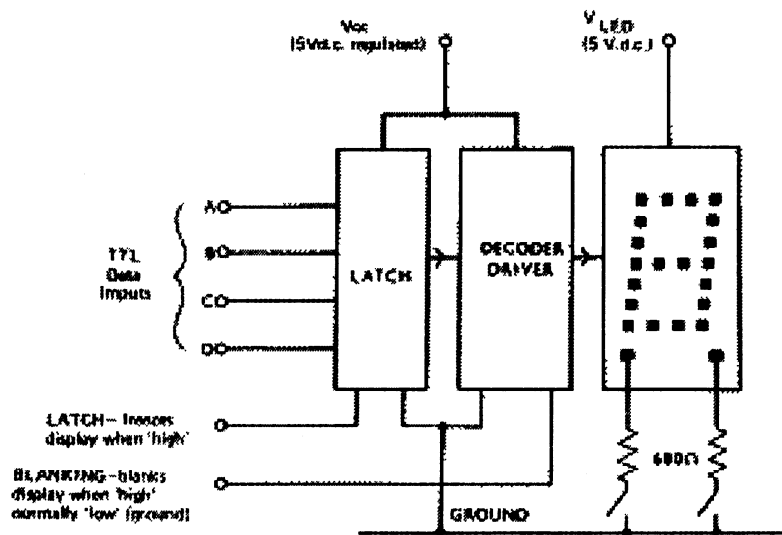 Vcc
(5Vd.c. regulated)
V LED
(5 V.d.c.)
A
B
C
D
TTL
Data
Inputs
LATCH
DECODER
DRIVER
LATCH – freezes
display when 'high'
BLANKING – blanks
display when 'high'
normally 'low' (ground)
GROUND
680Ω